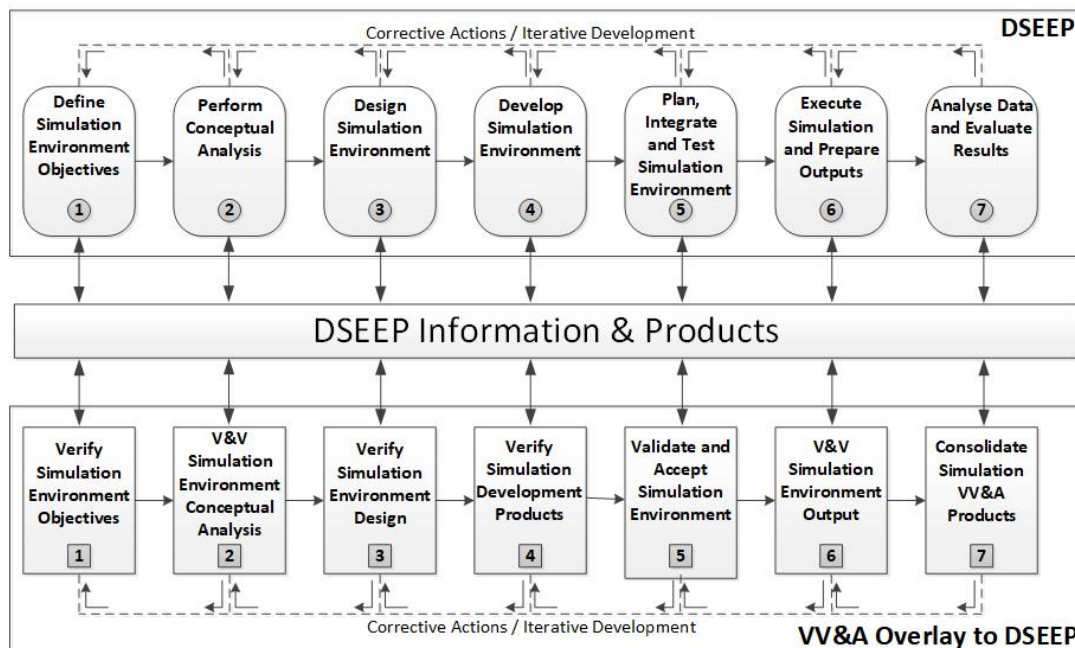 DSEEP
Corrective Actions / Iterative Development
Define
Simulation
Environment
Objectives
1
Perform
Conceptual
Analysis
2
Design
Simulation
Environment
3
Develop
Simulation
Environment
4
Plan,
Integrate
and Test
Simulation
Environment
5
Execute
Simulation
and Prepare
Outputs
6
Analyse Data
and Evaluate
Results
7
DSEEP Information & Products
Verify
Simulation
Environment
Objectives
1
V&V
Simulation
Environment
Conceptual
Analysis
2
Verify
Simulation
Environment
Design
3
Verify
Simulation
Development
Products
4
Validate and
Accept
Simulation
Environment
5
V&V
Simulation
Environment
Output
6
Consolidate
Simulation
VV&A
Products
7
Corrective Actions / Iterative Development
VV&A Overlay to DSEEP